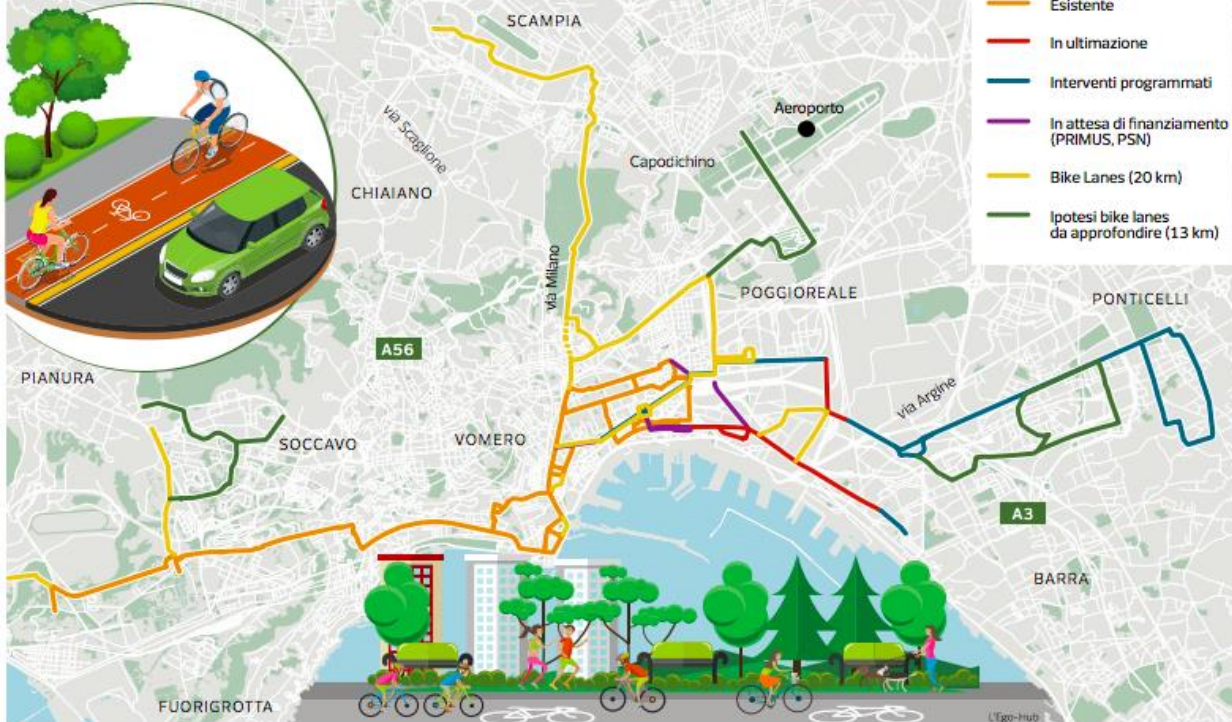 SCAMPIA
Esistente
In ultimazione
Interventi programmati
In attesa di finanziamento
(PRIMUS, PSN)
Bike Lanes (20 km)
Ipotesi bike lanes
da approfondire (13 km)
via Scaglione
Aeroporto
Capodichino
CHIAIANO
via Milano
POGGIOREALE
PONTICELLI
A56
PIANURA
via Argine
SOCCAVO
VOMERO
A3
BARRA
FUORIGROTTA
L'Ego-Hub